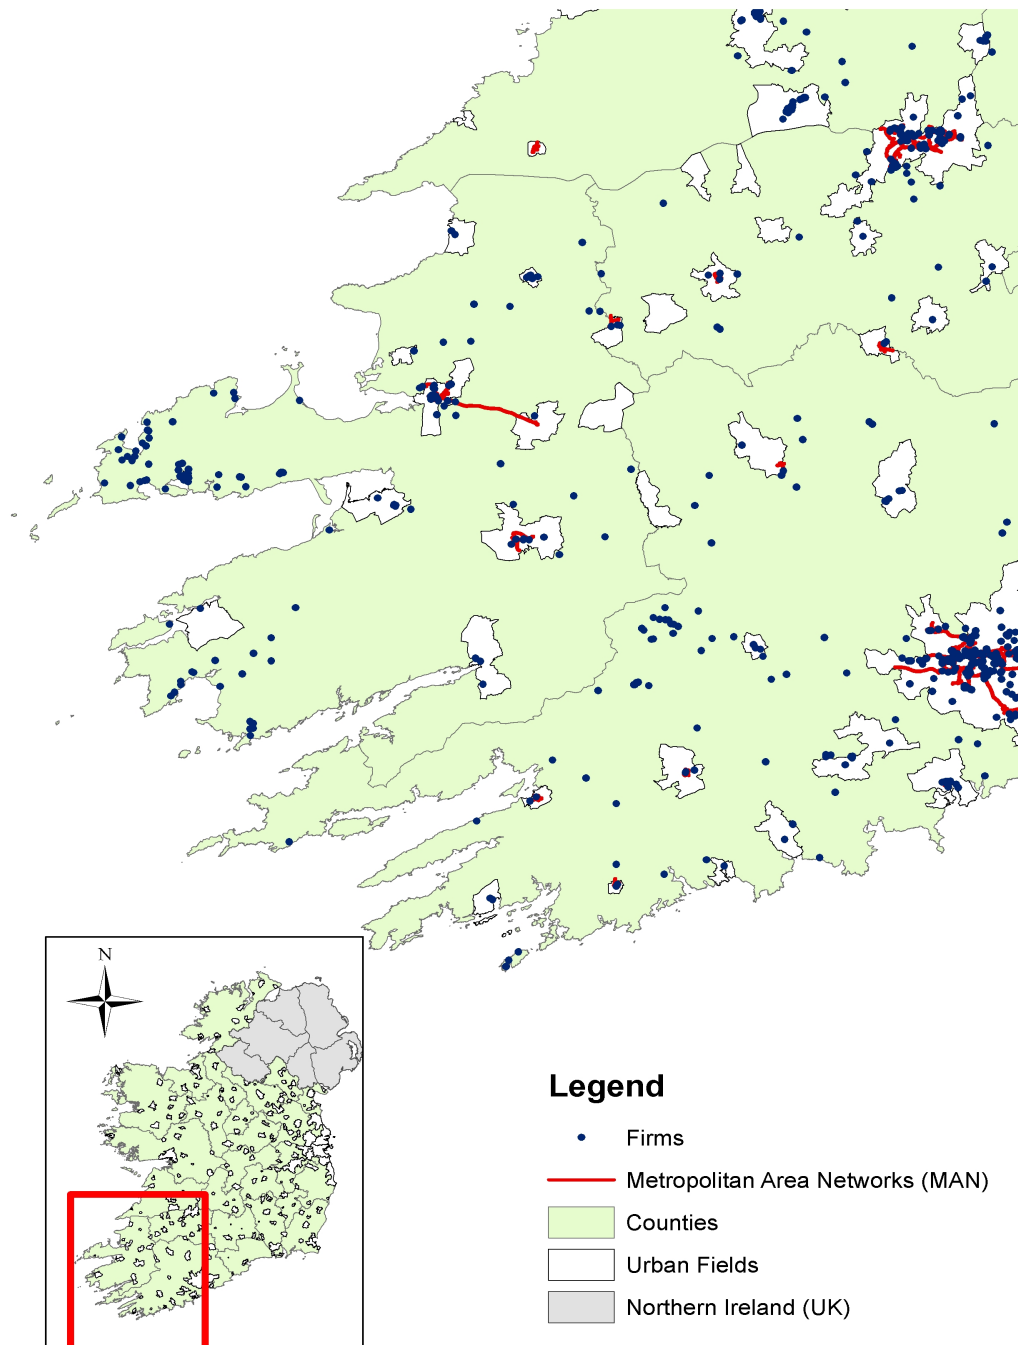 N
Legend
Firms
Metropolitan Area Networks (MAN)
Counties
Urban Fields
Northern Ireland (UK)